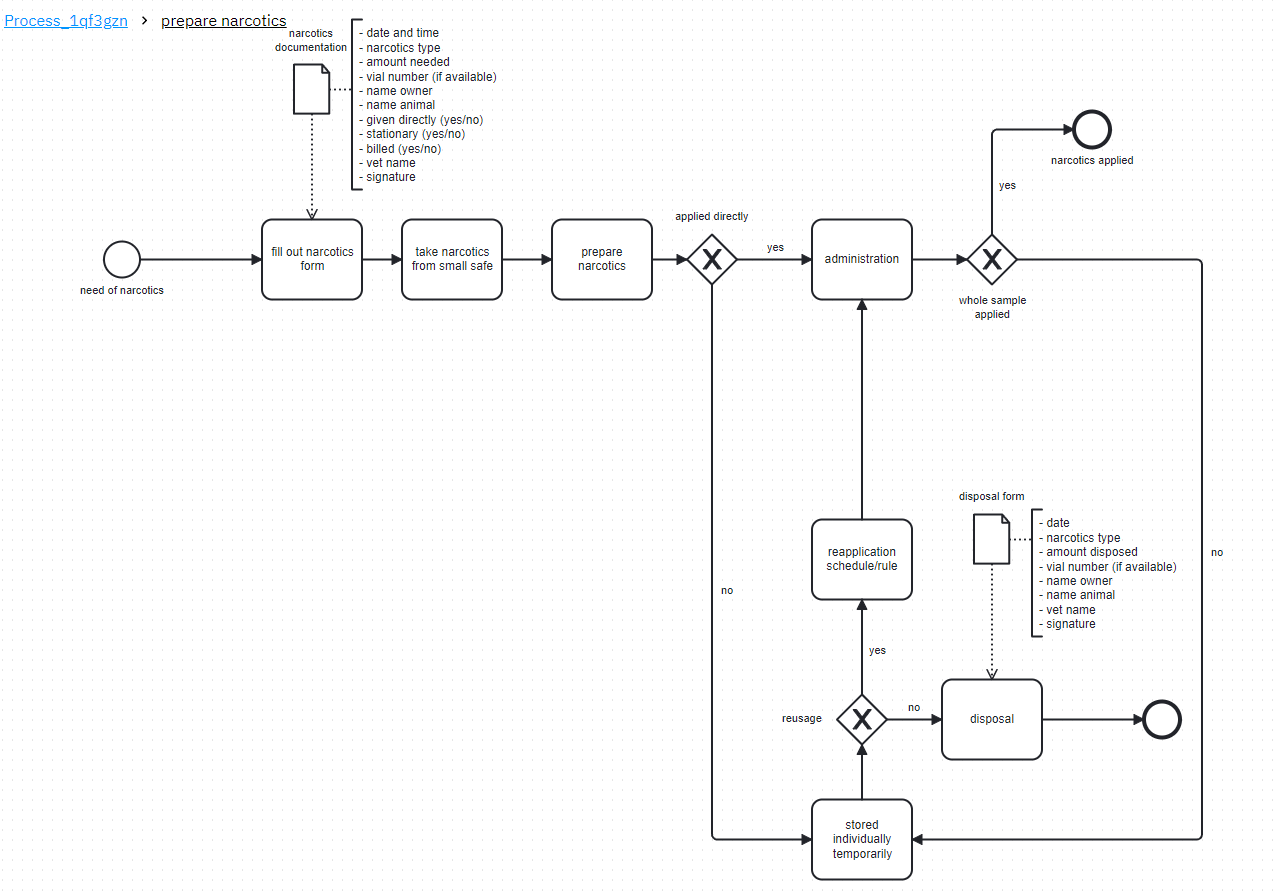 Process_1qf3gzn > prepare narcotics
narcotics
documentation
- date and time
- narcotics type
- amount needed
- vial number (if available)
- name owner
- name animal
- given directly (yes/no)
- stationary (yes/no)
- billed (yes/no)
- vet name
- signature
narcotics applied
yes
applied directly
need of narcotics
fill out narcotics
form
take narcotics
from small safe
prepare
narcotics
yes
administration
whole sample
applied
no
no
disposal form
- date
- narcotics type
- amount disposed
- vial number (if available)
- name owner
- name animal
- vet name
- signature
reapplication
schedule/rule
yes
reusage
no
disposal
stored
individually
temporarily